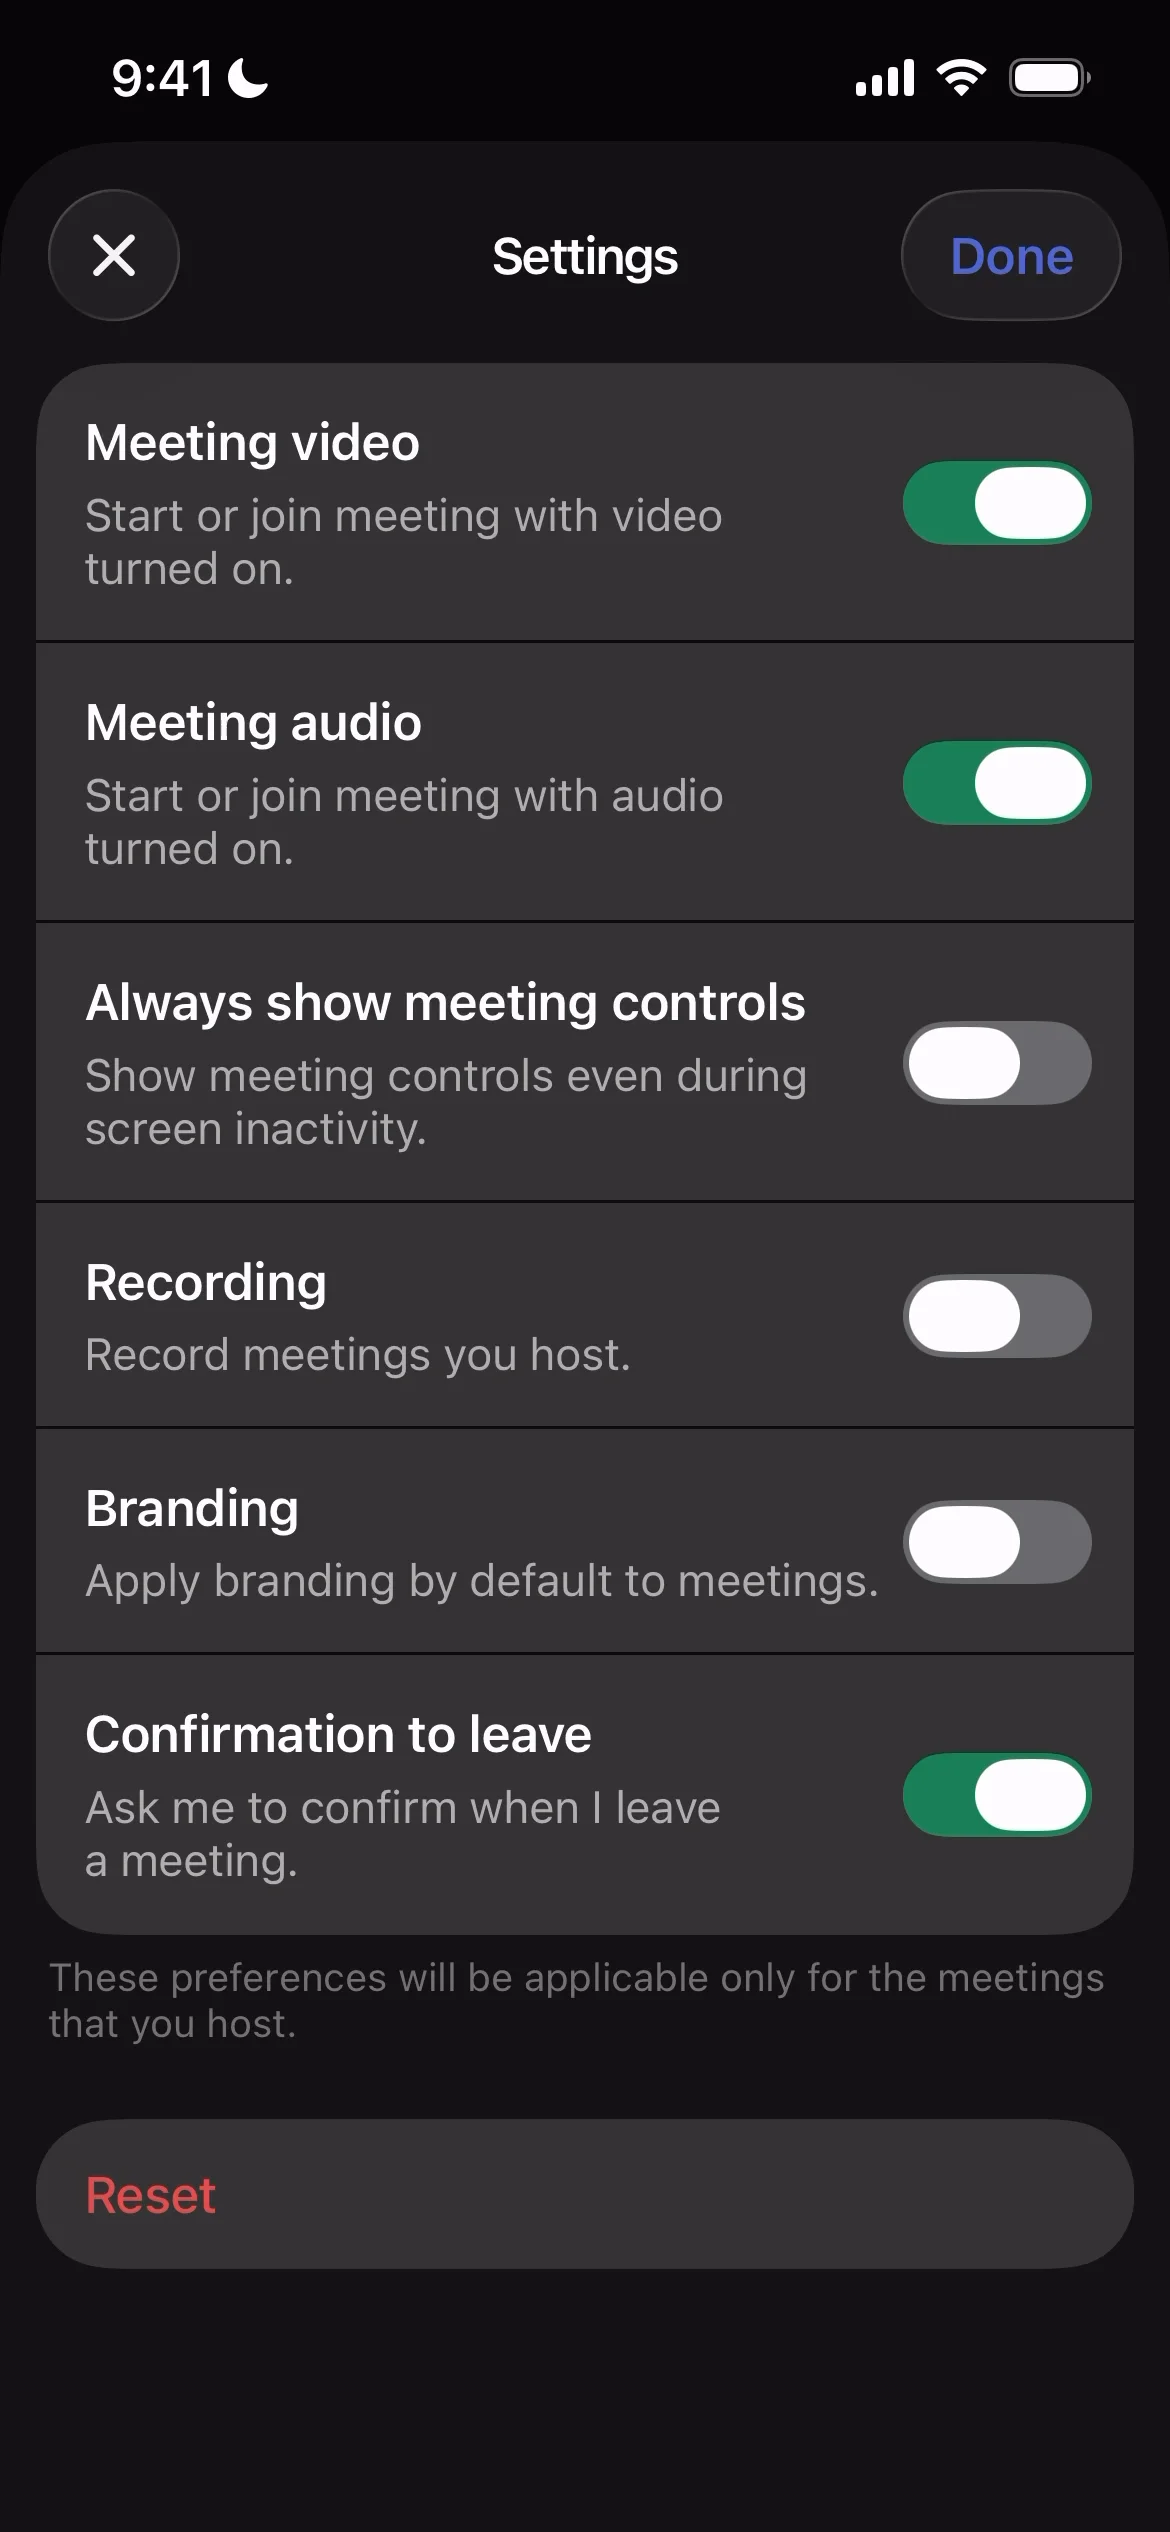 9:41
Settings
Done
Meeting video
Start or join meeting with video
turned on.
Meeting audio
Start or join meeting with audio
turned on.
Always show meeting controls
Show meeting controls even during
screen inactivity.
Recording
Record meetings you host.
Branding
Apply branding by default to meetings.
Confirmation to leave
Ask me to confirm when I leave
a meeting.
These preferences will be applicable only for the meetings
that you host.
Reset